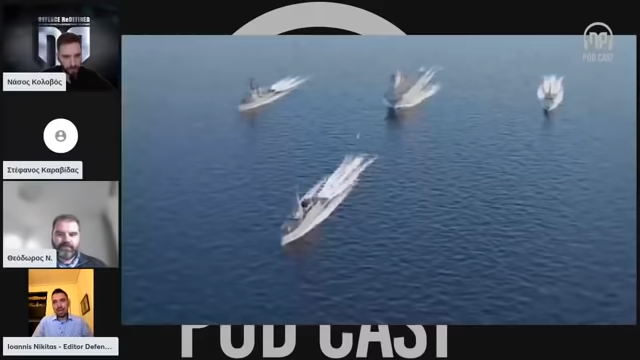 DEFENCE ReDEFiNED
Νάσος Κολοβός
Στέφανος Καραβίδας
Θεόδωρος Ν.
Ioannis Nikitas - Editor Defen...
POD CAST
POD CAST